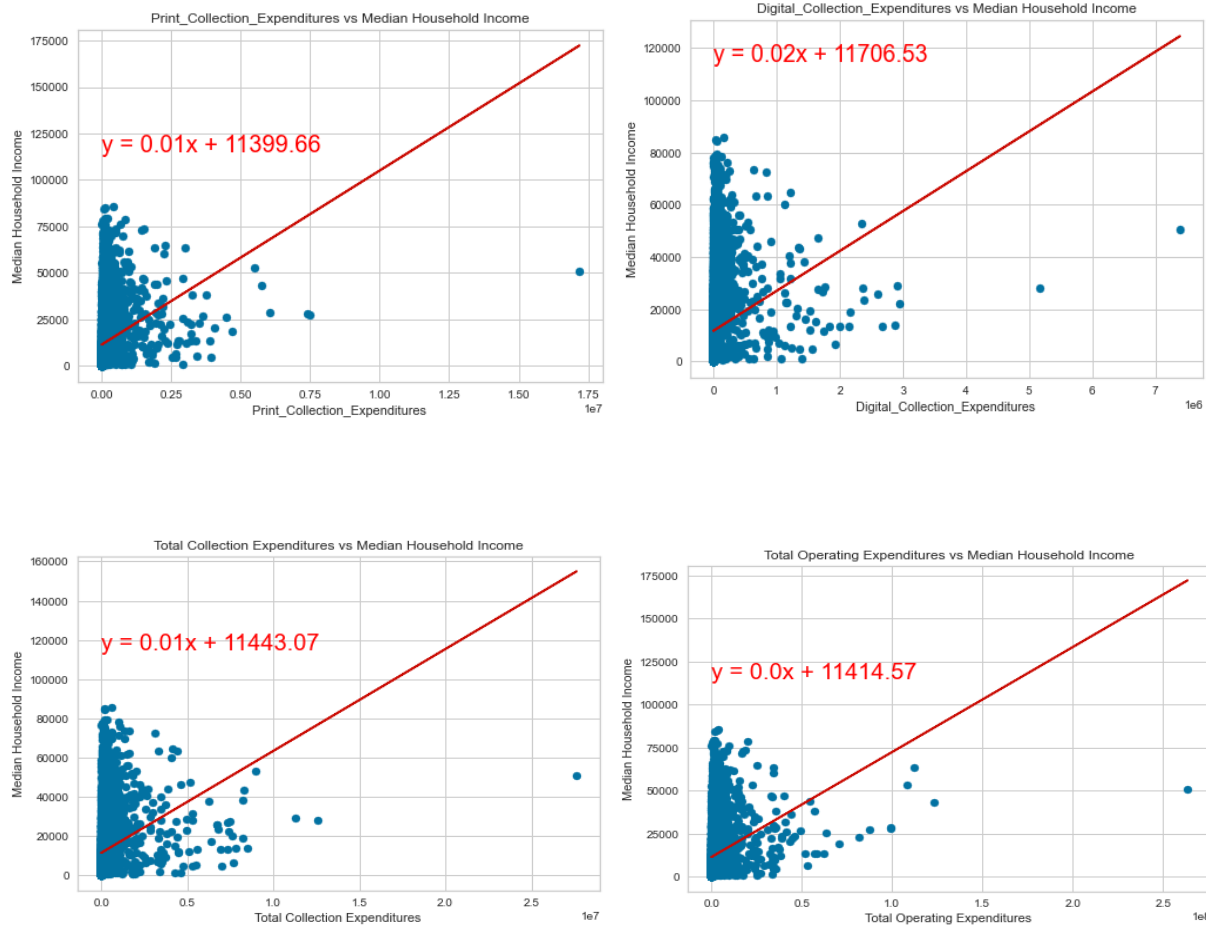 Print_Collection_Expenditures vs Median Household Income
175000
150000
125000
100000
75000
50000
25000
0
Median Household Income
y = 0.01x + 11399.66
0.00 0.25 0.50 0.75 1.00 1.25 1.50 1.75
1e7
Print_Collection_Expenditures
Digital_Collection_Expenditures vs Median Household Income
120000
100000
80000
60000
40000
20000
0
Median Household Income
y = 0.02x + 11706.53
0 1 2 3 4 5 6 7
1e6
Digital_Collection_Expenditures
Total Collection Expenditures vs Median Household Income
160000
140000
120000
100000
80000
60000
40000
20000
0
Median Household Income
y = 0.01x + 11443.07
0.0 0.5 1.0 1.5 2.0 2.5
1e7
Total Collection Expenditures
Total Operating Expenditures vs Median Household Income
175000
150000
125000
100000
75000
50000
25000
0
Median Household Income
y = 0.0x + 11414.57
0.0 0.5 1.0 1.5 2.0 2.5
Total Operating Expenditures